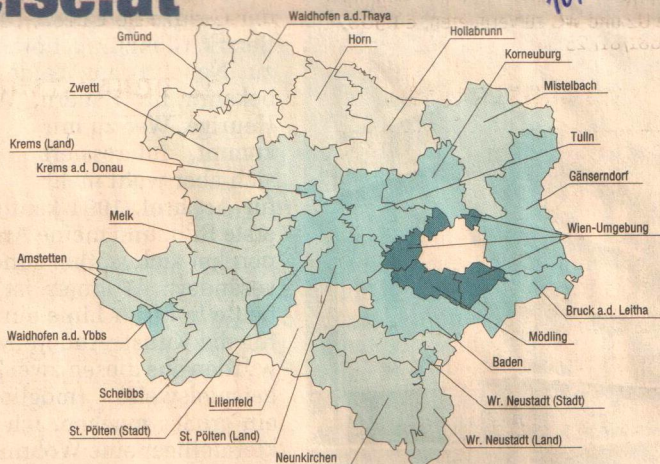 Waidhofen a.d.Thaya
Gmünd
Horn
Hollabrunn
Korneuburg
Zwettl
Mistelbach
Krems (Land)
Tulln
Krems a.d. Donau
Gänserndorf
Melk
Wien-Umgebung
Amstetten
Bruck a.d. Leitha
Waidhofen a.d. Ybbs
Mödling
Baden
Scheibbs
Lilienfeld
Wr. Neustadt (Stadt)
St. Pölten (Stadt)
St. Pölten (Land)
Wr. Neustadt (Land)
Neunkirchen